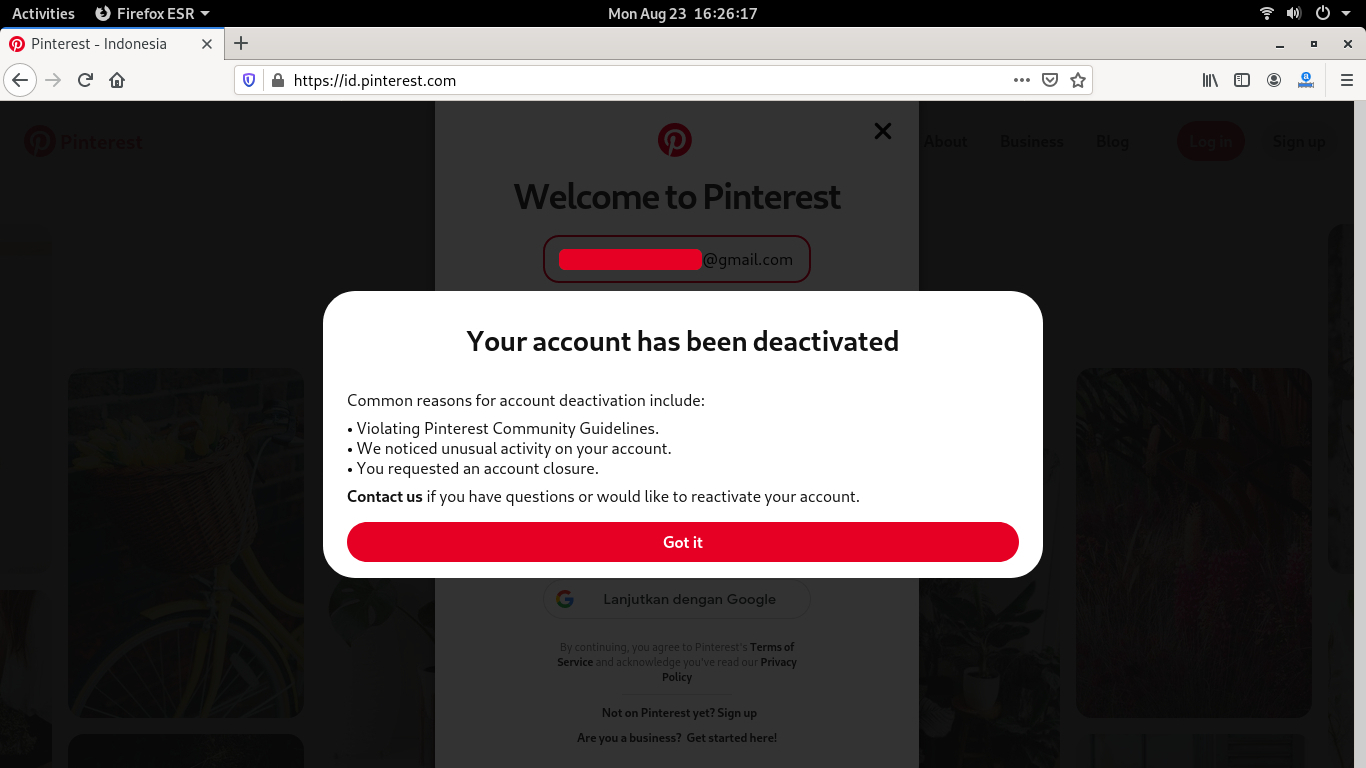 Activities
Firefox ESR
Mon Aug 23 16:26:17
Pinterest - Indonesia
https://id.pinterest.com
Pinterest
About
Business
Blog
Log in
Sign up
Welcome to Pinterest
@gmail.com
Your account has been deactivated
Common reasons for account deactivation include:
• Violating Pinterest Community Guidelines.
• We noticed unusual activity on your account.
• You requested an account closure.
Contact us if you have questions or would like to reactivate your account.
Got it
Lanjutkan dengan Google
By continuing, you agree to Pinterest's Terms of
Service and acknowledge you've read our Privacy
Policy
Not on Pinterest yet? Sign up
Are you a business? Get started here!